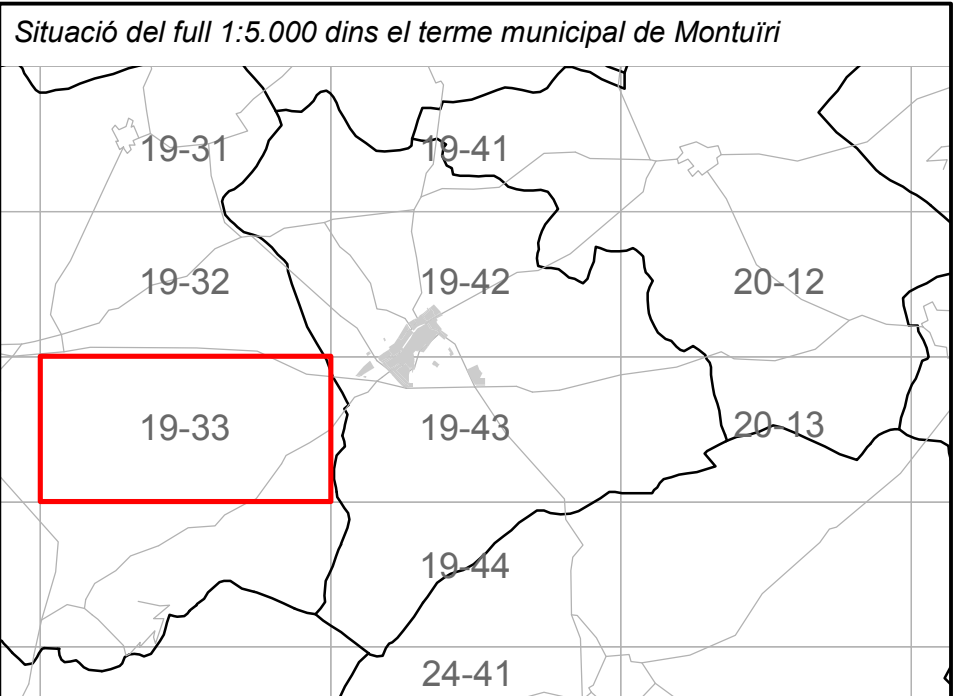 Situació del full 1:5.000 dins el terme municipal de Montuïri
19-31 19-41
19-32 19-42 20-12
19-33 19-43 20-13
19-44
24-41